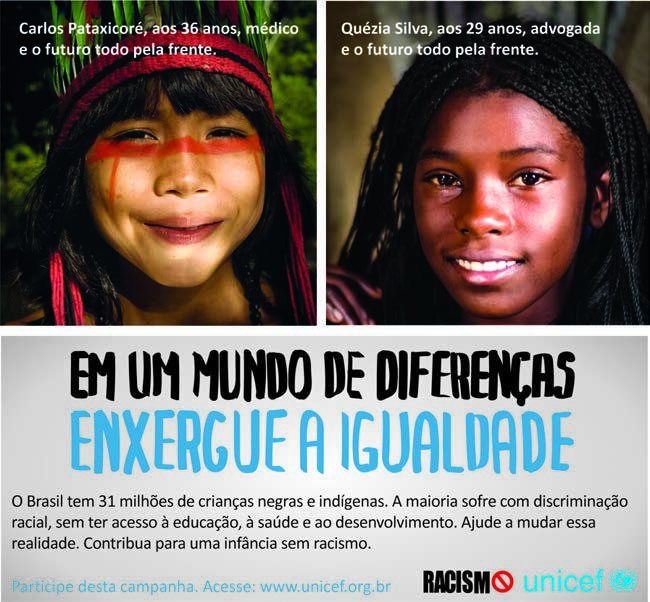 Carlos Pataxicoré, aos 36 anos, médico
e o futuro todo pela frente.
Quézia Silva, aos 29 anos, advogada
e o futuro todo pela frente.
EM UM MUNDO DE DIFERENÇAS
ENXERGUE A IGUALDADE
O Brasil tem 31 milhões de crianças negras e indígenas. A maioria sofre com discriminação
racial, sem ter acesso à educação, à saúde e ao desenvolvimento. Ajude a mudar essa
realidade. Contribua para uma infância sem racismo.
Participe desta campanha. Acesse: www.unicef.org.br
RACISMO unicef